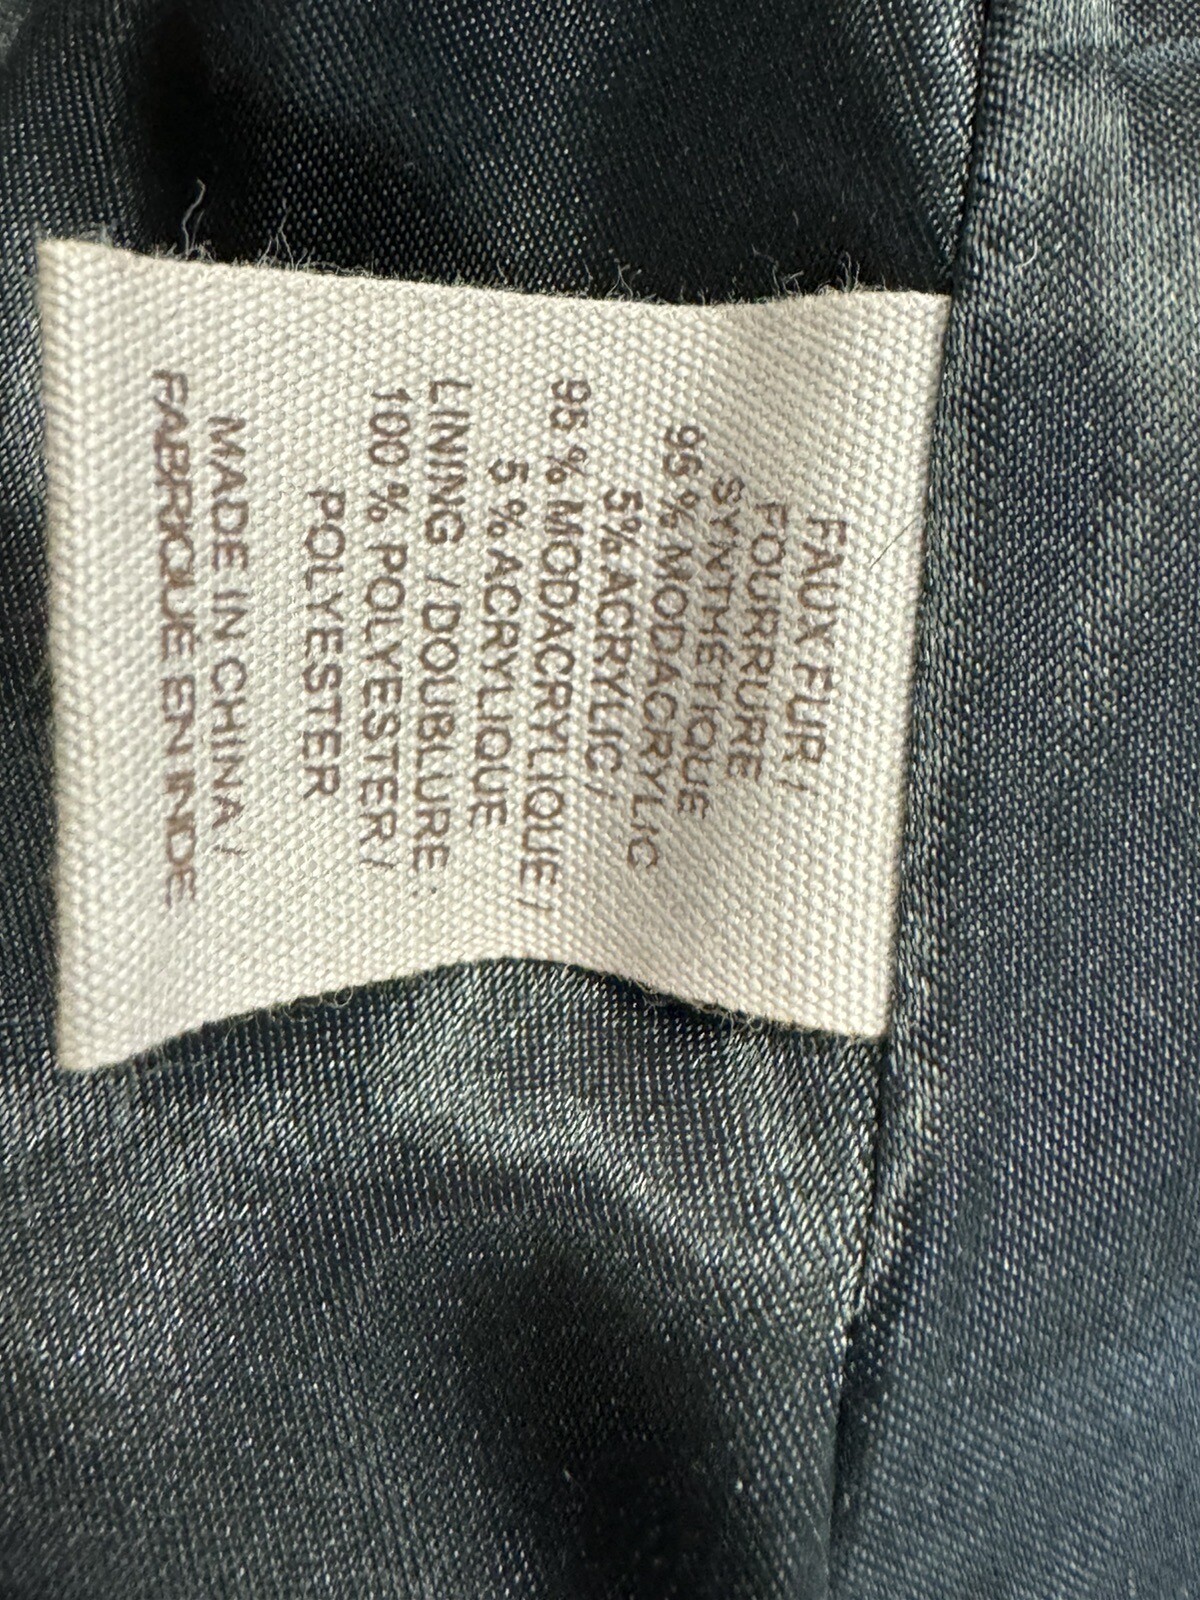 FAUX FUR /
FOURRURE
SYNTHÉTIQUE
95 % MODACRYLIC
5% ACRYLIC /
95 % MODACRYLIQUE /
5 % ACRYLIQUE
LINING / DOUBLURE
100 % POLYESTER /
POLYESTER
MADE IN CHINA /
FABRIQUÉ EN INDE